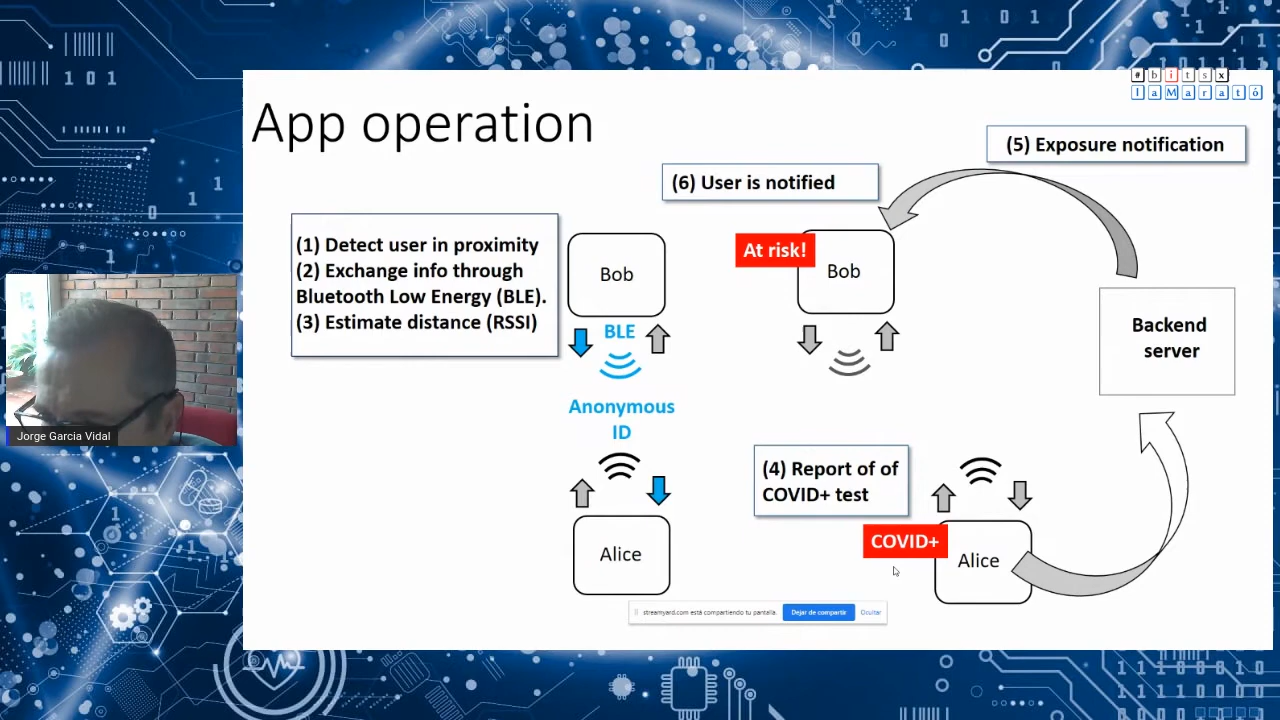 #bitsx
laMarató
App operation
(5) Exposure notification
(6) User is notified
(1) Detect user in proximity
(2) Exchange info through
Bluetooth Low Energy (BLE).
(3) Estimate distance (RSSI)
Bob
BLE
Anonymous
ID
Alice
At risk!
Bob
Backend
server
(4) Report of of
COVID+ test
COVID+
Alice
Jorge Garcia Vidal
streamyard.com está compartiendo tu pantalla.
Dejar de compartir
Ocultar